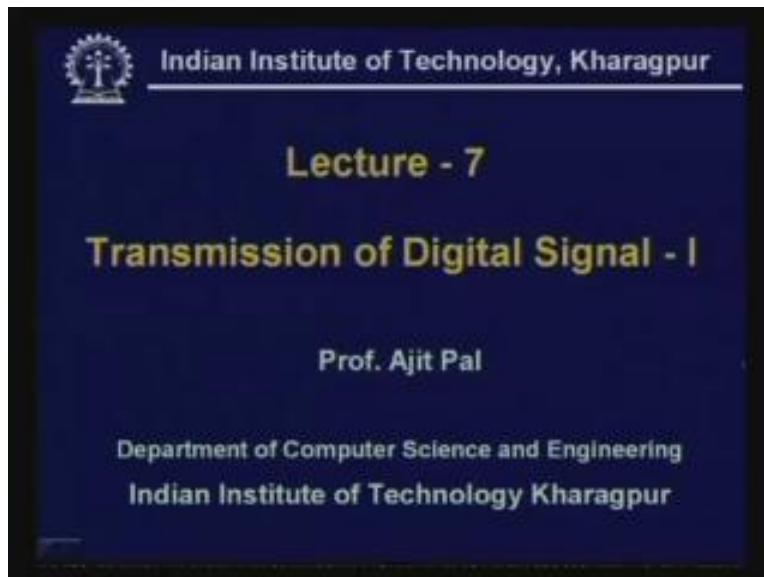 Indian Institute of Technology, Kharagpur
Lecture - 7
Transmission of Digital Signal - I
Prof. Ajit Pal
Department of Computer Science and Engineering
Indian Institute of Technology Kharagpur